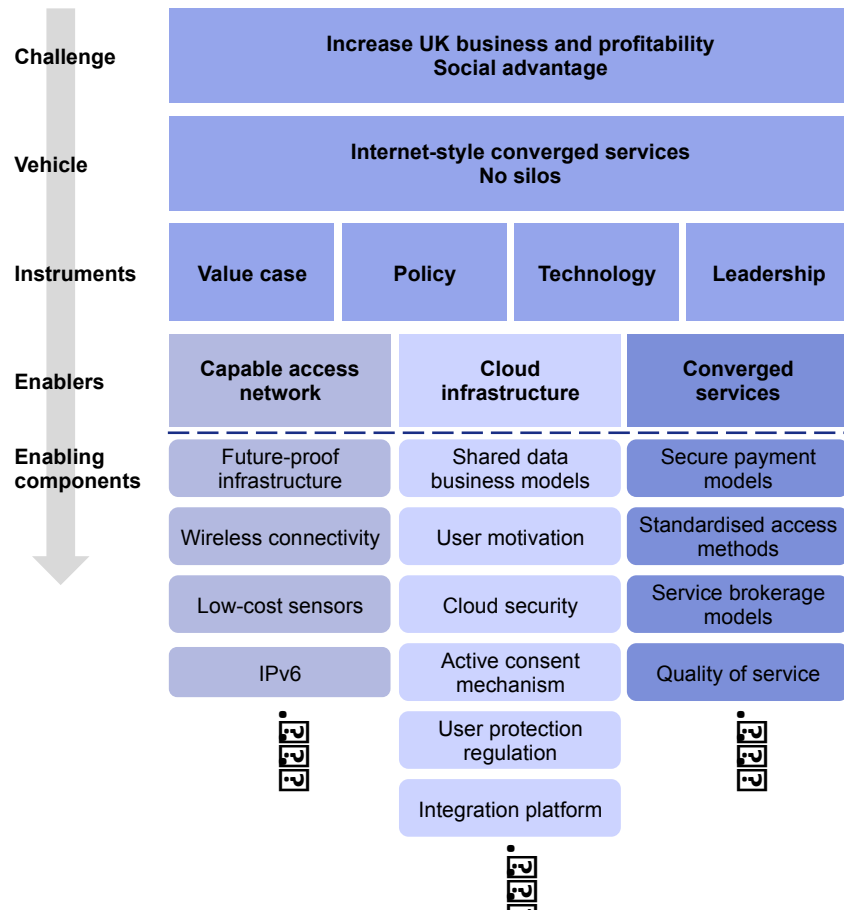 Challenge
Increase UK business and profitability
Social advantage
Vehicle
Internet-style converged services
No silos
Instruments
Value case
Policy
Technology
Leadership
Enablers
Capable access
network
Cloud
infrastructure
Converged
services
Enabling
components
Future-proof
infrastructure
Shared data
business models
Secure payment
models
Wireless connectivity
User motivation
Standardised access
methods
Low-cost sensors
Cloud security
Service brokerage
models
IPv6
Active consent
mechanism
Quality of service
User protection
regulation
Integration platform